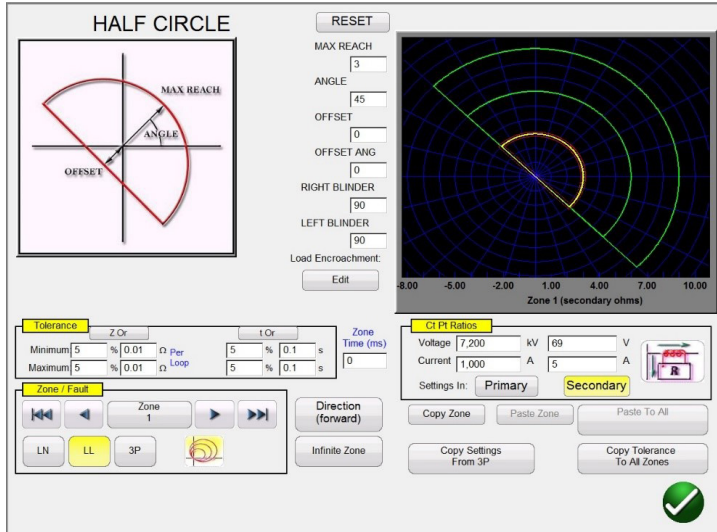 HALF CIRCLE
MAX REACH
ANGLE
OFFSET
RESET
MAX REACH
3
ANGLE
45
OFFSET
0
OFFSET ANG
0
RIGHT BLINDER
90
LEFT BLINDER
90
Load Encroachment:
Edit
-8.00 -5.00 -2.00 1.00 4.00 7.00 10.00
Zone 1 (secondary ohms)
Tolerance
Z Or
t Or
Minimum 5 % 0.01 Ω Per Loop 5 % 0.1 s
Maximum 5 % 0.01 Ω 5 % 0.1 s
Zone
Time (ms)
0
Ct Pt Ratios
Voltage 7,200 kV 69 V
Current 1,000 A 5 A
Settings In: Primary Secondary
R
Zone / Fault
Zone
1
LN LL 3P
Direction
(forward)
Infinite Zone
Copy Zone
Paste Zone
Paste To All
Copy Settings
From 3P
Copy Tolerance
To All Zones